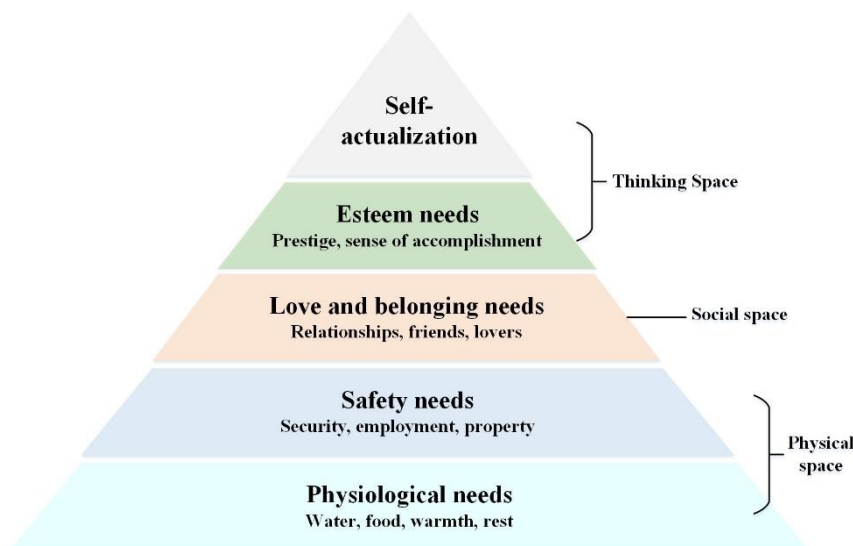 Self-
actualization
Thinking Space
Esteem needs
Prestige, sense of accomplishment
Love and belonging needs
Relationships, friends, lovers
Social space
Safety needs
Security, employment, property
Physical
space
Physiological needs
Water, food, warmth, rest